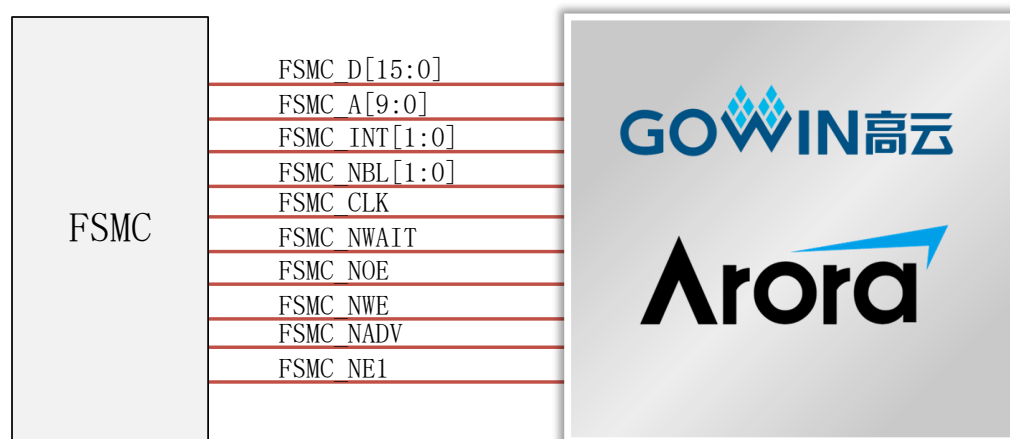 FSMC_D[15:0]
FSMC_A[9:0]
FSMC_INT[1:0]
FSMC_NBL[1:0]
FSMC_CLK
FSMC_NWAIT
FSMC_NOE
FSMC_NWE
FSMC_NADV
FSMC_NE1
FSMC
GOWIN高云
Arora